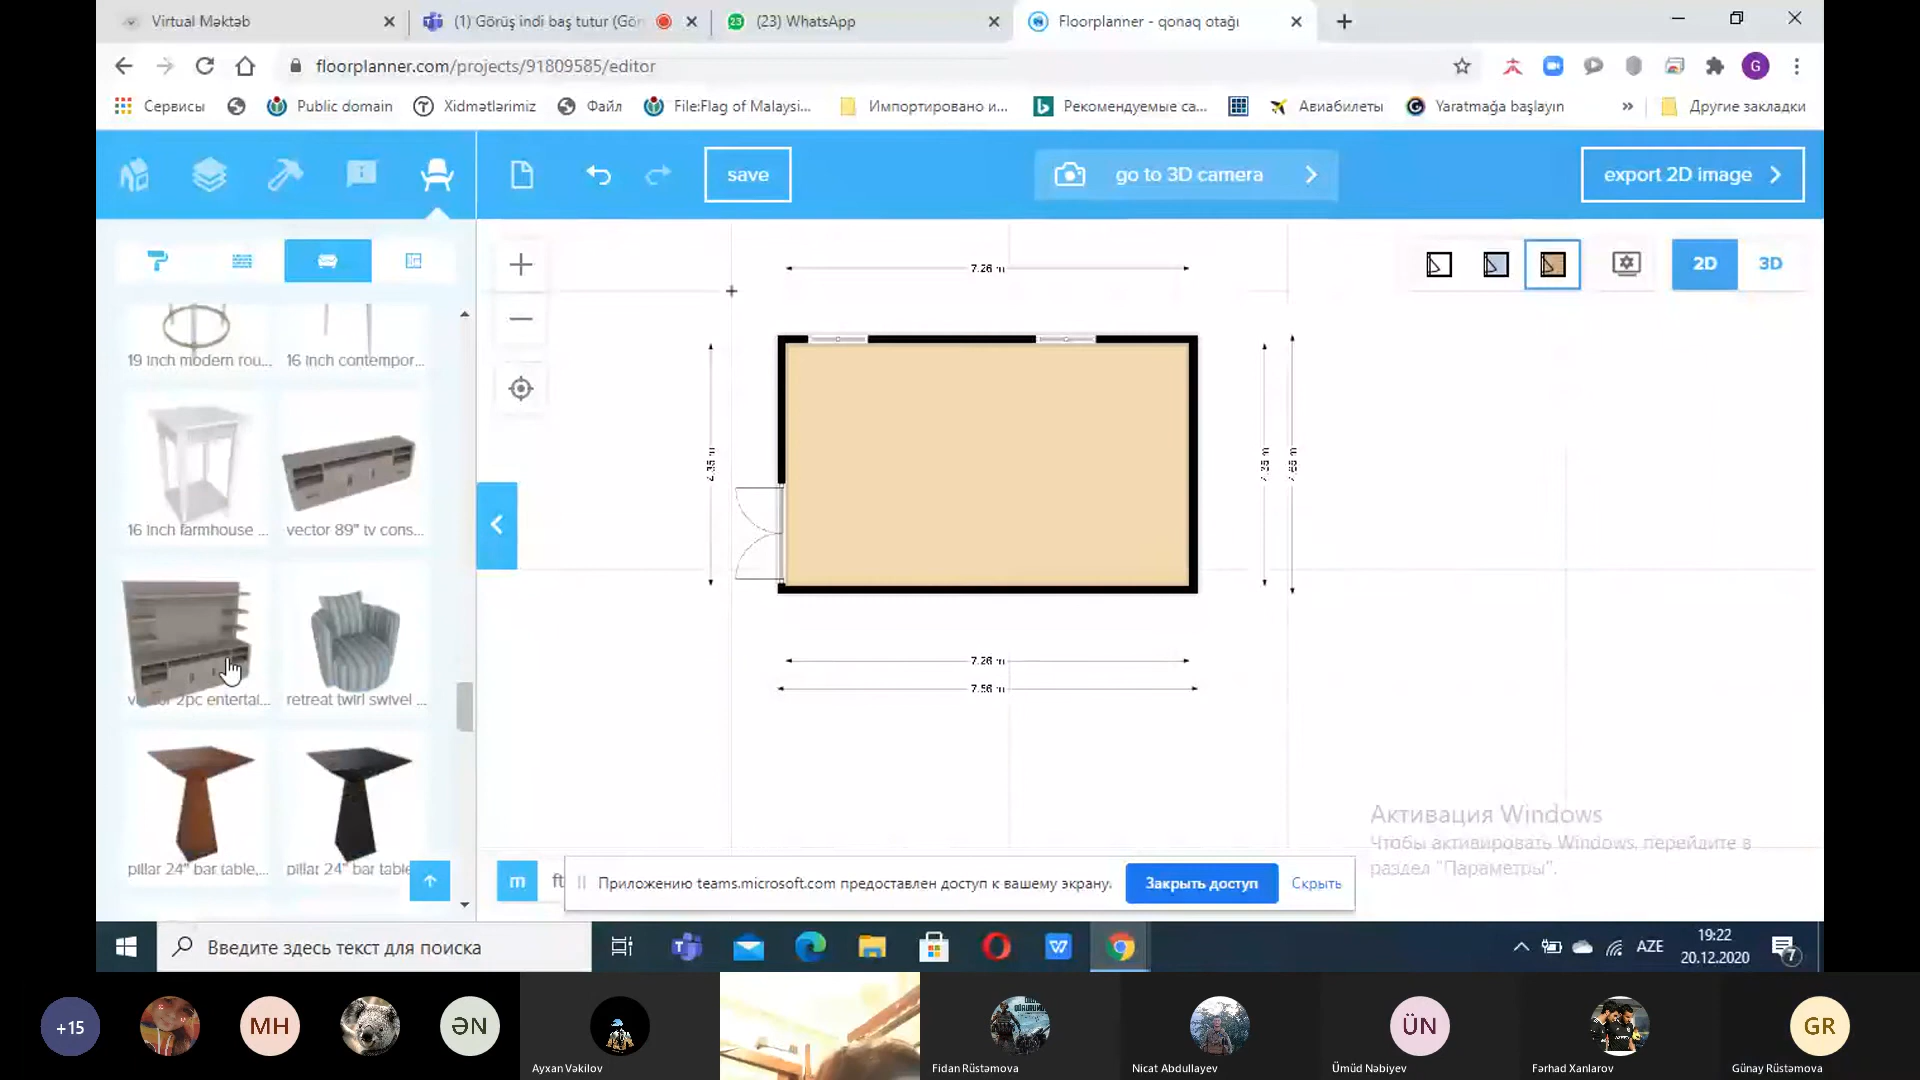 Virtual Məktəb
(1) Görüş indi baş tutur (Gör
(23) WhatsApp
Floorplanner - qonaq otağı
floorplanner.com/projects/91809585/editor
G
Сервисы
Public domain
Xidmətlərimiz
Файл
File:Flag of Malaysi...
Импортировано и...
Рекомендуемые са...
Авиабилеты
Yaratmağa başlayın
»
Другие закладки
save
go to 3D camera
export 2D image
2D
3D
7.26 m
19 inch modern rou...
16 inch contempor...
16 inch farmhouse ...
vector 89" tv cons...
retreat twirl swivel ...
pillar 24" bar table,...
pillar 24" bar table
7.26 m
7.56 m
m
ft
Приложению teams.microsoft.com предоставлен доступ к вашему экрану.
Закрыть доступ
Скрыть
Активация Windows
Чтобы активировать Windows, перейдите в
раздел "Параметры".
Введите здесь текст для поиска
AZE
19:22
20.12.2020
7
+15
MH
ƏN
Ayxan Vəkilov
Fidan Rüstəmova
Nicat Abdullayev
ÜN
Ümüd Nəbiyev
Fərhad Xanlarov
GR
Günay Rüstəmova